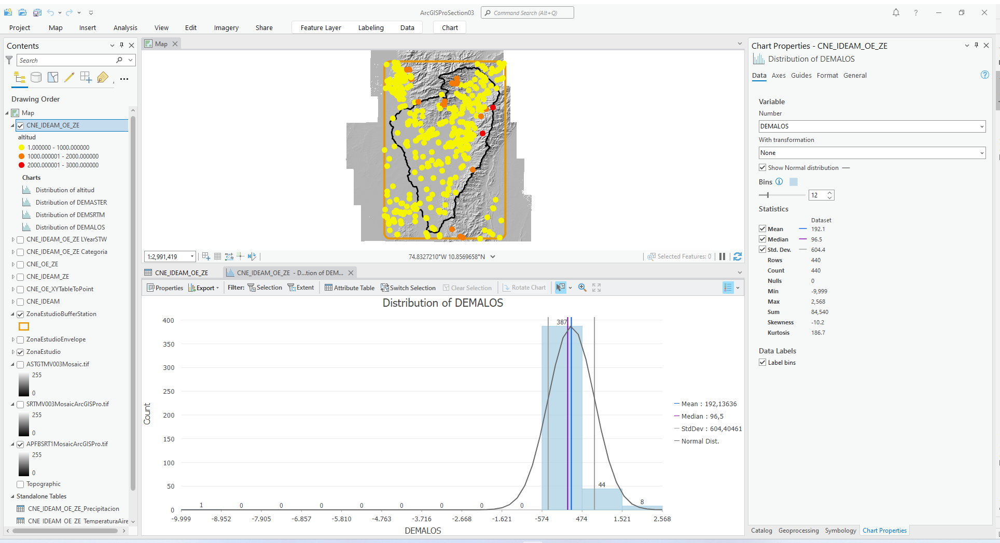 ArcGISProSection03
Command Search (Alt+Q)
?
Project Map Insert Analysis View Edit Imagery Share Feature Layer Labeling Data Chart
Contents
Search
Drawing Order
Map
CNE_IDEAM_OE_ZE
altitud
1.000000 - 1000.000000
1000.000001 - 2000.000000
2000.000001 - 3000.000000
Charts
Distribution of altitud
Distribution of DEMASTER
Distribution of DEMSRTM
Distribution of DEMALOS
CNE_IDEAM_OE_ZE LYearSTW
CNE_IDEAM_OE_ZE Categoria
CNE_OE_ZE
CNE_IDEAM_ZE
CNE_OE_XYTableToPoint
CNE_IDEAM
ZonaEstudioBufferStation
ZonaEstudioEnvelope
ZonaEstudio
ASTGTMV003Mosaic.tif
255
0
SRTMV003MosaicArcGISPro.tif
255
0
APFBSRT1MosaicArcGISPro.tif
255
0
Topographic
Standalone Tables
CNE_IDEAM_OE_ZE_Precipitacion
CNE_IDEAM_OE_ZE_TemperaturaAire
Map
1:2,991,419
74.8327210°W 10.8569658°N
Selected Features: 0
CNE_IDEAM_OE_ZE
CNE_IDEAM_OE_ZE - D...tion of DEM...
Properties Export Filter: Selection Extent Attribute Table Switch Selection Clear Selection Rotate Chart
Distribution of DEMALOS
Count
400
350
300
250
200
150
100
50
0
1 0 0 0 0 0 0 0 0 387 44 8
-9.999 -8.952 -7.905 -6.857 -5.810 -4.763 -3.716 -2.668 -1.621 -574 474 1.521 2.568
DEMALOS
Mean : 192,13636
Median : 96,5
StdDev : 604,40461
Normal Dist.
Chart Properties - CNE_IDEAM_OE_ZE
Distribution of DEMALOS
Data Axes Guides Format General
?
Variable
Number
DEMALOS
With transformation
None
Show Normal distribution
Bins
12
Statistics
Dataset
Mean 192.1
Median 96.5
Std. Dev. 604.4
Rows 440
Count 440
Nulls 0
Min -9,999
Max 2,568
Sum 84,540
Skewness -10.2
Kurtosis 186.7
Data Labels
Label bins
Catalog Geoprocessing Symbology Chart Properties